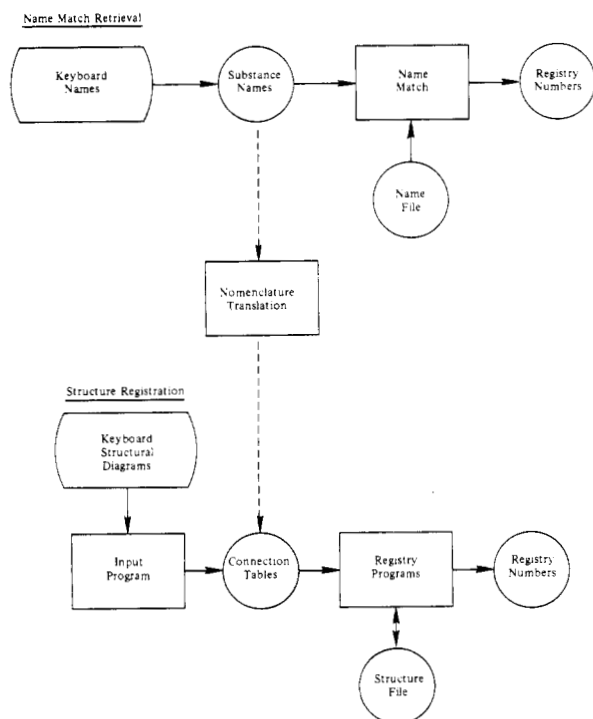 Name Match Retrieval
Keyboard
Names
Substance
Names
Name
Match
Registry
Numbers
Name
File
Nomenclature
Translation
Structure Registration
Keyboard
Structural
Diagrams
Input
Program
Connection
Tables
Registry
Programs
Registry
Numbers
Structure
File